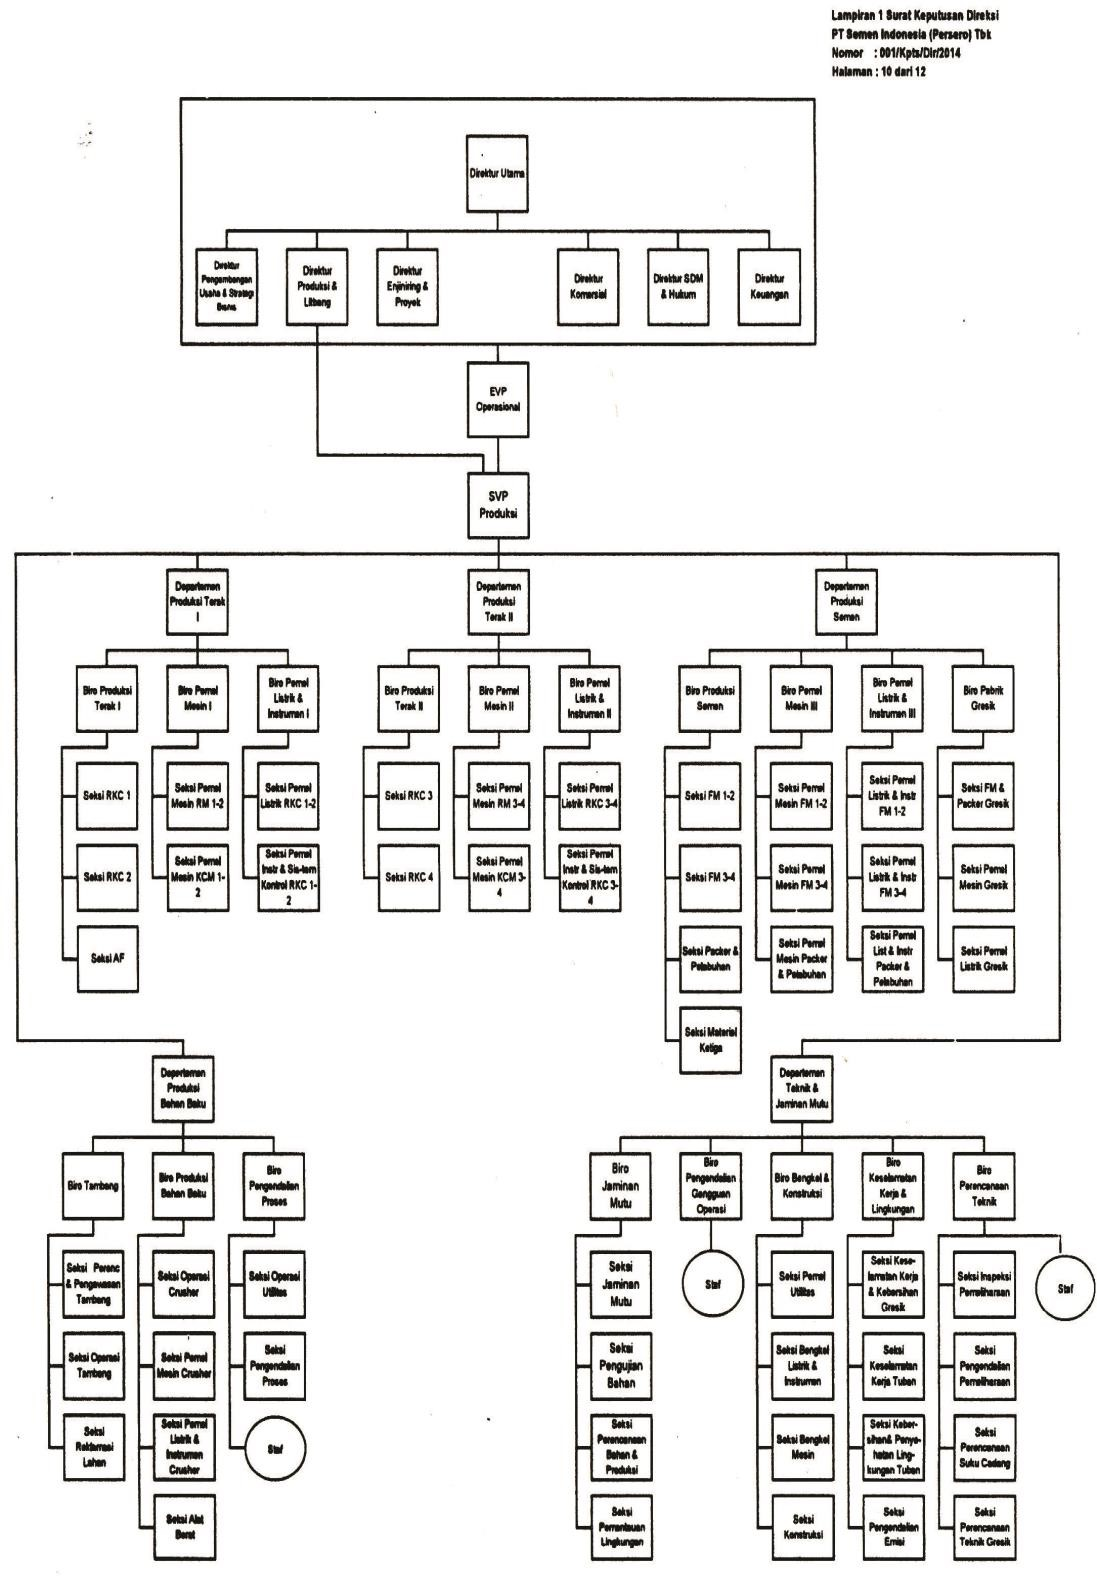 Lampiran 1 Surat Keputusan Direksi
PT Semen Indonesia (Persero) Tbk
Nomor : 001/Kpts/Dir/2014
Halaman : 10 dari 12
Direktur Utama
Direktur
Pengembangan
Usaha & Strategi
Bisnis
Direktur
Produksi &
Litbang
Direktur
Enjiniring &
Proyek
Direktur
Komersial
Direktur SDM
& Hukum
Direktur
Keuangan
EVP
Operasional
SVP
Produksi
Departemen
Produksi Terak
I
Departemen
Produksi
Terak II
Departemen
Produksi
Semen
Biro Produksi
Terak I
Biro Pemel
Mesin I
Biro Pemel
Listrik &
Instrumen I
Biro Produksi
Terak II
Biro Pemel
Mesin II
Biro Pemel
Listrik &
Instrumen II
Biro Produksi
Semen
Biro Pemel
Mesin III
Biro Pemel
Listrik &
Instrumen III
Biro Pabrik
Gresik
Seksi RKC 1
Seksi Pemel
Mesin RM 1-2
Seksi Pemel
Listrik RKC 1-2
Seksi RKC 3
Seksi Pemel
Mesin RM 3-4
Seksi Pemel
Listrik RKC 3-4
Seksi FM 1-2
Seksi Pemel
Mesin FM 1-2
Seksi Pemel
Listrik & Instr
FM 1-2
Seksi FM &
Packer Gresik
Seksi RKC 2
Seksi Pemel
Mesin KCM 1-
2
Seksi Pemel
Instr & Sis-tem
Kontrol RKC 1-
2
Seksi RKC 4
Seksi Pemel
Mesin KCM 3-
4
Seksi Pemel
Instr & Sis-tem
Kontrol RKC 3-
4
Seksi FM 3-4
Seksi Pemel
Mesin FM 3-4
Seksi Pemel
Listrik & Instr
FM 3-4
Seksi Pemel
Mesin Gresik
Seksi AF
Seksi Packer &
Pelabuhan
Seksi Pemel
Mesin Packer
& Pelabuhan
Seksi Pemel
List & Instr
Packer &
Pelabuhan
Seksi Pemel
Listrik Gresik
Seksi Material
Ketiga
Departemen
Produksi
Bahan Baku
Departemen
Teknik &
Jaminan Mutu
Biro Tambang
Biro Produksi
Bahan Baku
Biro
Pengendalian
Proses
Biro
Jaminan
Mutu
Biro
Pengendalian
Gangguan
Operasi
Biro Bengkel &
Konstruksi
Biro
Keselamatan
Kerja &
Lingkungan
Biro
Perencanaan
Teknik
Seksi Perenc
& Pengawasan
Tambang
Seksi Operasi
Crusher
Seksi Operasi
Utilitas
Seksi
Jaminan
Mutu
Staf
Seksi Pemel
Utilitas
Seksi Kese-
lamatan Kerja
& Kebersihan
Gresik
Seksi Inspeksi
Pemeliharaan
Staf
Seksi Operasi
Tambang
Seksi Pemel
Mesin Crusher
Seksi
Pengendalian
Proses
Seksi
Pengujian
Bahan
Seksi Bengkel
Listrik &
Instrumen
Seksi
Keselamatan
Kerja Tuban
Seksi
Pengendalian
Pemeliharaan
Seksi
Reklamasi
Lahan
Seksi Pemel
Listrik &
Instrumen
Crusher
Staf
Seksi
Perencanaan
Bahan &
Produksi
Seksi Bengkel
Mesin
Seksi Keber-
sihan& Penye-
hatan Ling-
kungan Tuban
Seksi
Perencanaan
Suku Cadang
Seksi Alat
Berat
Seksi
Pemantauan
Lingkungan
Seksi
Konstruksi
Seksi
Pengendalian
Emisi
Seksi
Perencanaan
Teknik Gresik